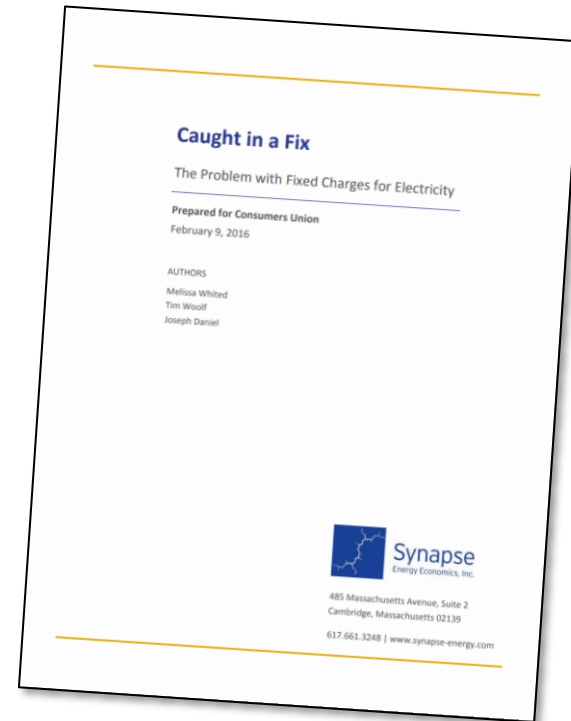 Caught in a Fix
The Problem with Fixed Charges for Electricity
Prepared for Consumers Union
February 9, 2016
AUTHORS
Melissa Whited
Tim Woolf
Joseph Daniel
Synapse
Energy Economics, Inc.
485 Massachusetts Avenue, Suite 2
Cambridge, Massachusetts 02139
617.661.3248 | www.synapse-energy.com